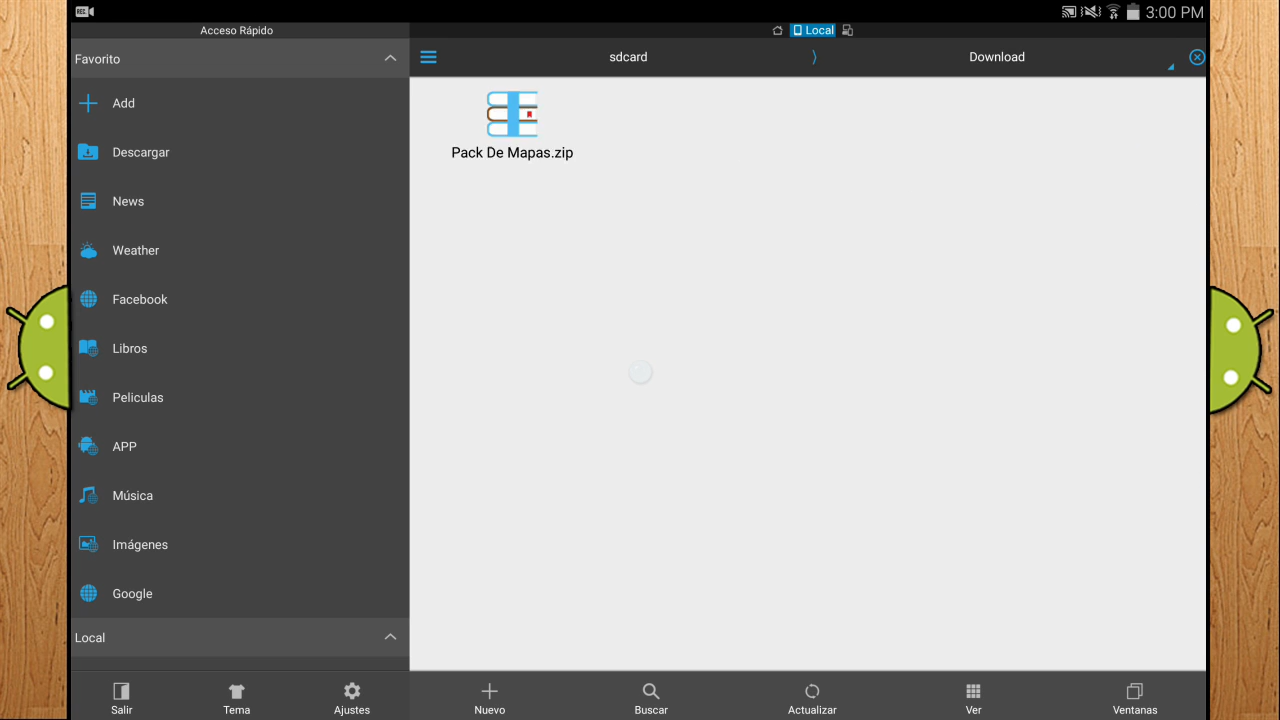 REC
3:00 PM
Acceso Rápido
Local
Favorito
sdcard
Download
Add
Pack De Mapas.zip
Descargar
News
Weather
Facebook
Libros
Peliculas
APP
Música
Imágenes
Google
Local
Salir
Tema
Ajustes
Nuevo
Buscar
Actualizar
Ver
Ventanas